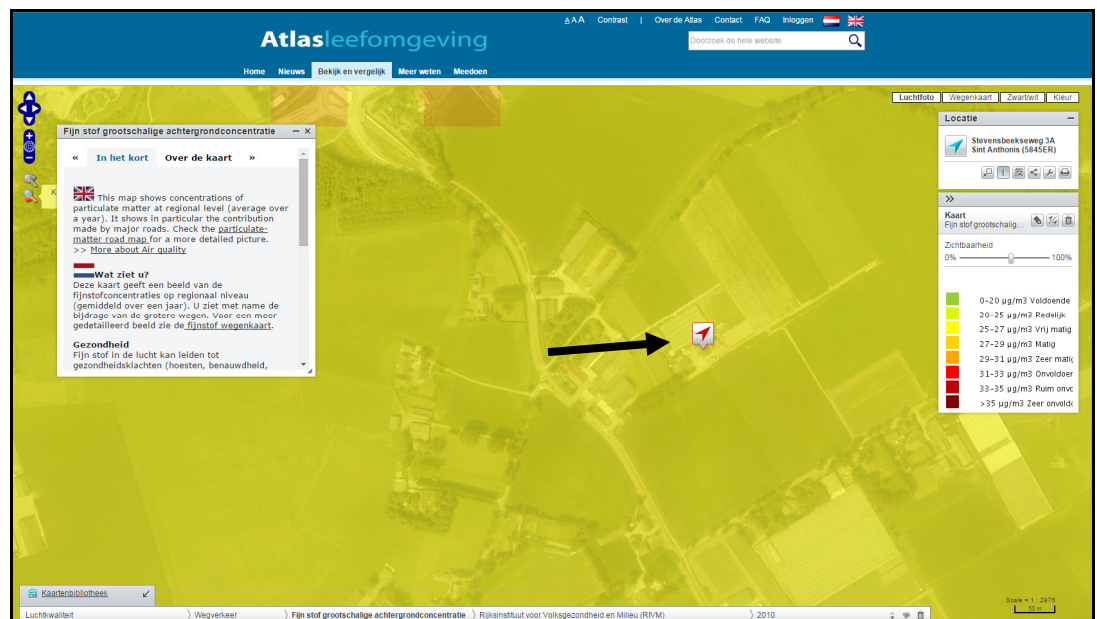 A A A Contrast | Over de Atlas Contact FAQ Inloggen
Atlasleefomgeving
Doorzoek de hele website
Home Nieuws Bekijk en vergelijk Meer weten Meedoen
Luchtfoto Wegenkaart Zwart/wit Kleur
Fijn stof grootschalige achtergrondconcentratie – ×
« In het kort Over de kaart »
This map shows concentrations of
particulate matter at regional level (average over
a year). It shows in particular the contribution
made by major roads. Check the particulate-
matter road map for a more detailed picture.
>> More about Air quality
Wat ziet u?
Deze kaart geeft een beeld van de
fijnstofconcentraties op regionaal niveau
(gemiddeld over een jaar). U ziet met name de
bijdrage van de grotere wegen. Voor een meer
gedetailleerd beeld zie de fijnstof wegenkaart.
Gezondheid
Fijn stof in de lucht kan leiden tot
gezondheidsklachten (hoesten, benauwdheid,
K
Locatie –
Stevensbeekseweg 3A
Sint Anthonis (5845ER)
»
Kaart
Fijn stof grootschalig...
Zichtbaarheid
0% 100%
0-20 µg/m3 Voldoende
20-25 µg/m3 Redelijk
25-27 µg/m3 Vrij matig
27-29 µg/m3 Matig
29-31 µg/m3 Zeer matig
31-33 µg/m3 Onvoldoen
33-35 µg/m3 Ruim onvo
>35 µg/m3 Zeer onvoldo
Scale = 1 : 2976
50 m
Kaartenbibliotheek
Luchtkwaliteit > Wegverkeer > Fijn stof grootschalige achtergrondconcentratie > Rijksinstituut voor Volksgezondheid en Milieu (RIVM) > 2010